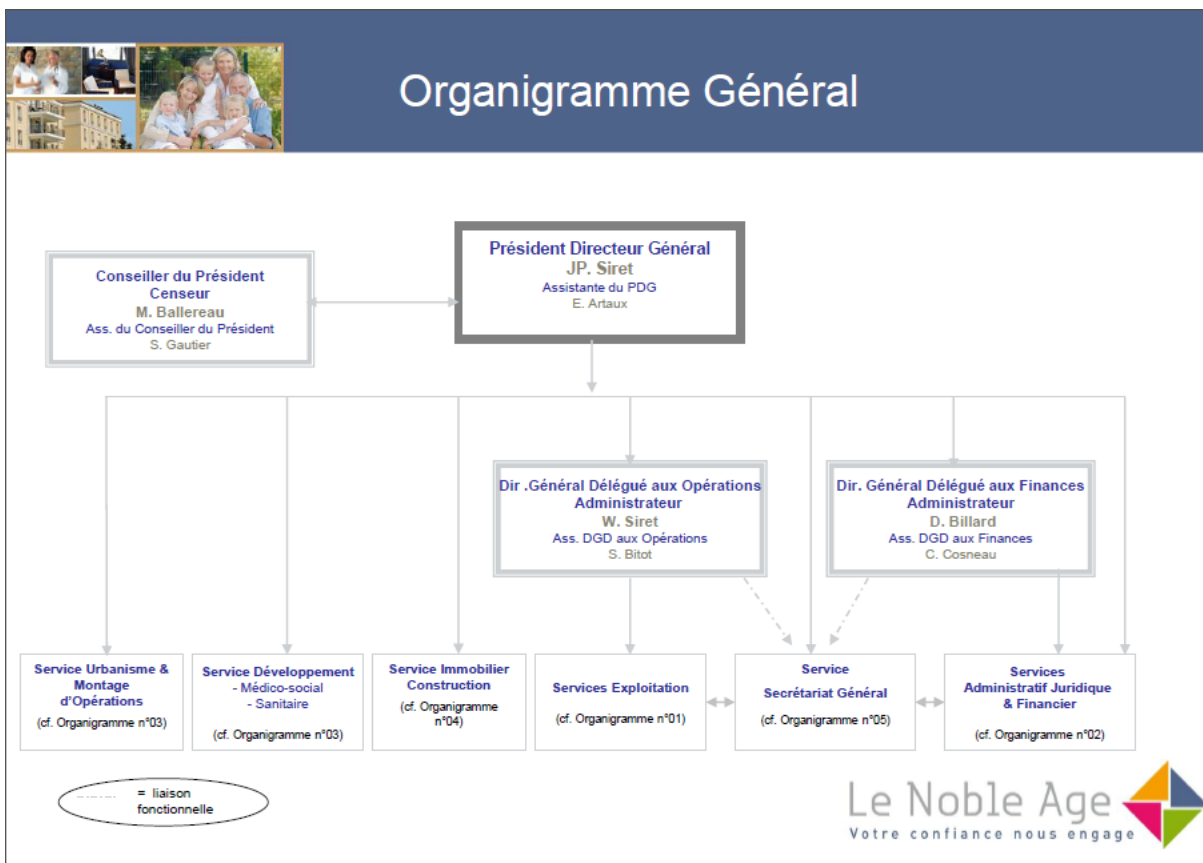 Organigramme Général
Président Directeur Général
JP. Siret
Assistante du PDG
E. Artaux
Conseiller du Président
Censeur
M. Ballereau
Ass. du Conseiller du Président
S. Gautier
Dir .Général Délégué aux Opérations
Administrateur
W. Siret
Ass. DGD aux Opérations
S. Bitot
Dir. Général Délégué aux Finances
Administrateur
D. Billard
Ass. DGD aux Finances
C. Cosneau
Service Urbanisme &
Montage
d'Opérations
(cf. Organigramme n°03)
Service Développement
- Médico-social
- Sanitaire
(cf. Organigramme n°03)
Service Immobilier
Construction
(cf. Organigramme
n°04)
Services Exploitation
(cf. Organigramme n°01)
Service
Secrétariat Général
(cf. Organigramme n°05)
Services
Administratif Juridique
& Financier
(cf. Organigramme n°02)
= liaison
fonctionnelle
Le Noble Age
Votre confiance nous engage